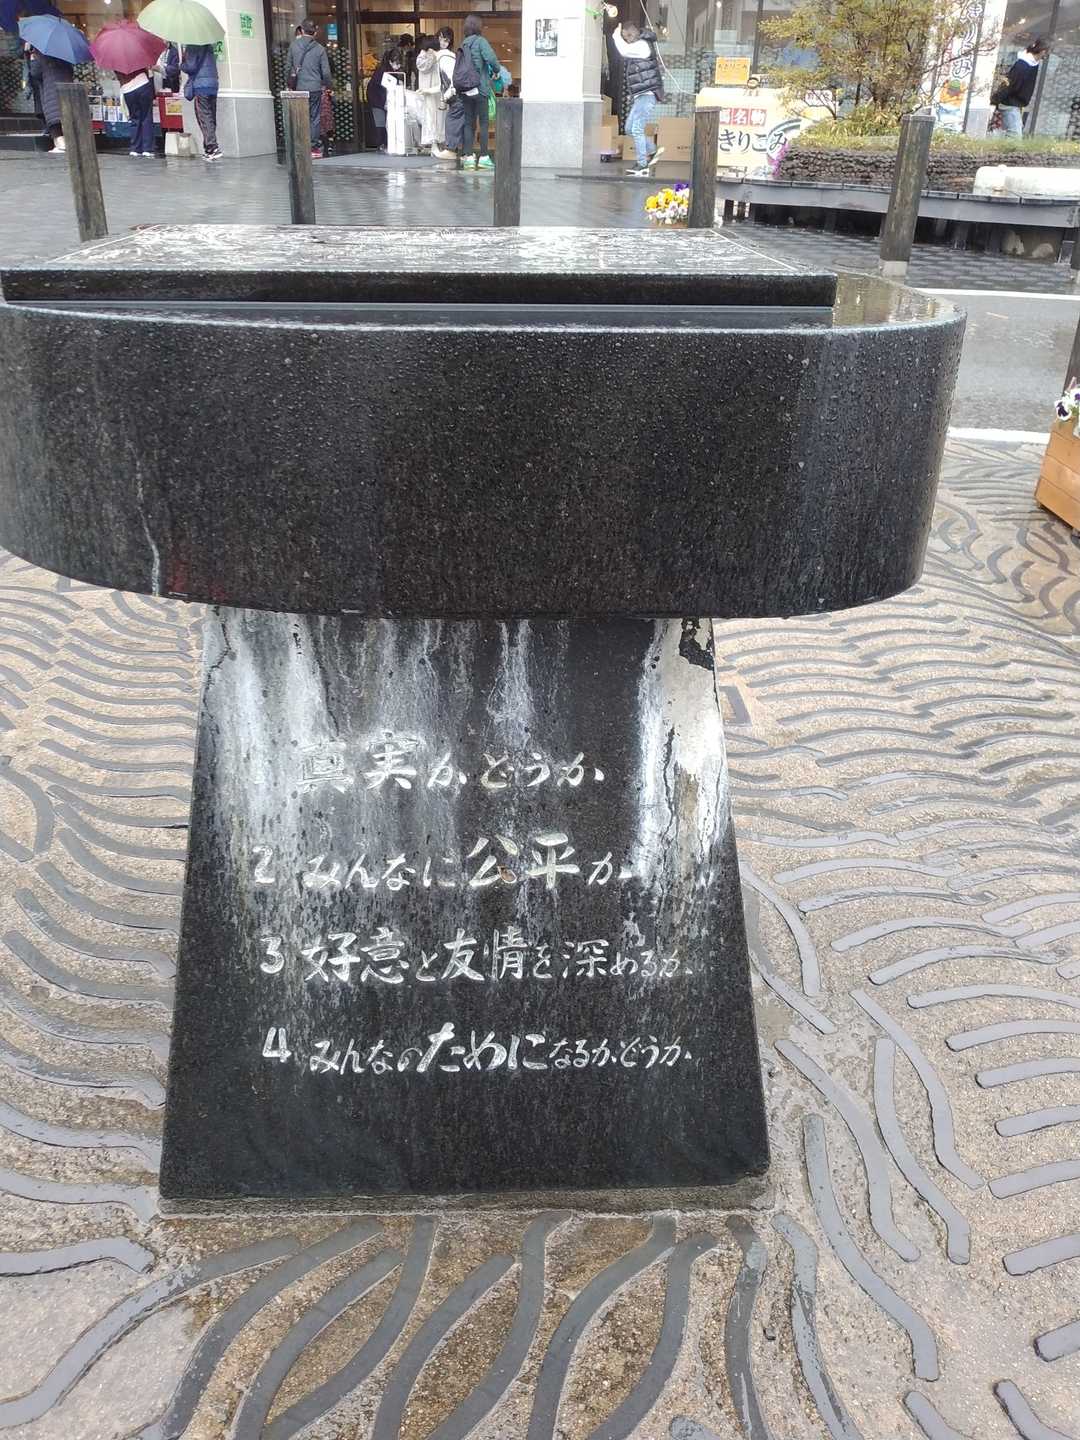 きりこみ
真実かどうか
2 みんなに公平か
3 好意と友情を深めるか
4 みんなのためになるかどうか